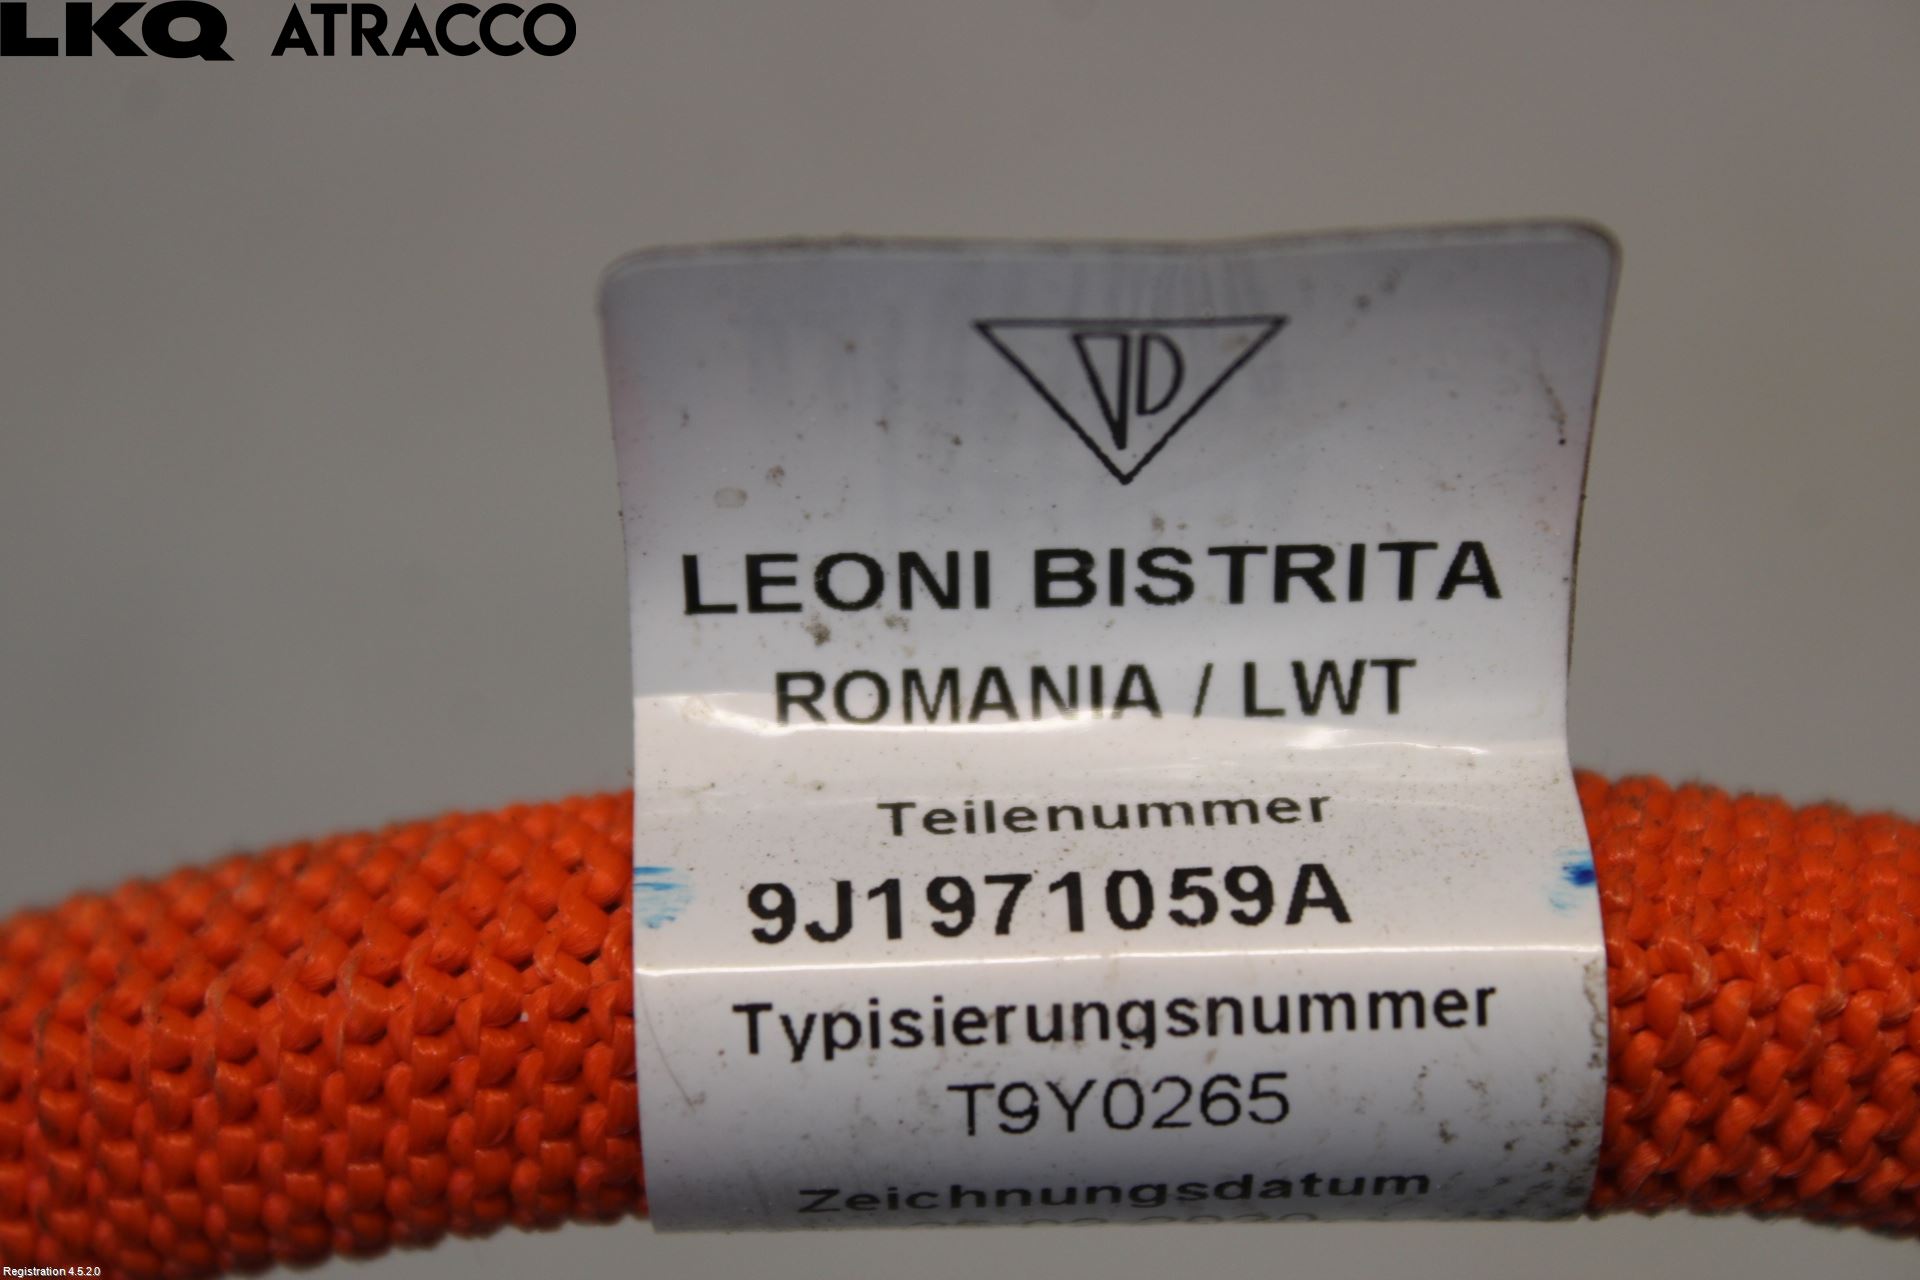 LKQ ATRACCO
LEONI BISTRITA
ROMANIA / LWT
Teilenummer
9J1971059A
Typisierungsnummer
T9Y0265
Zeichnungsdatum
Registration 4.5.2.0